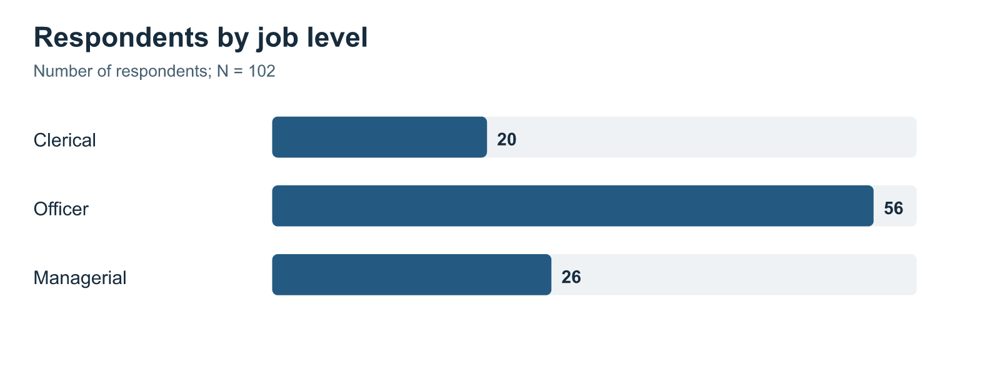 Respondents by job level
Number of respondents; N = 102
Clerical 20
Officer 56
Managerial 26